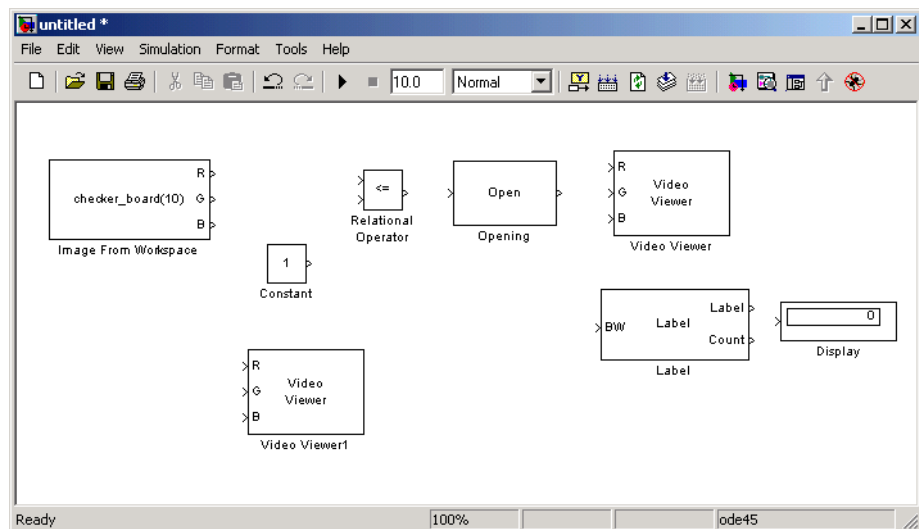 untitled *
File Edit View Simulation Format Tools Help
10.0 Normal
checker_board(10)
R
G
B
Image From Workspace
<=
Relational
Operator
Open
Opening
R
G
B
Video
Viewer
Video Viewer
1
Constant
BW
Label
Label
Count
Label
0
Display
R
G
B
Video
Viewer
Video Viewer1
Ready 100% ode45